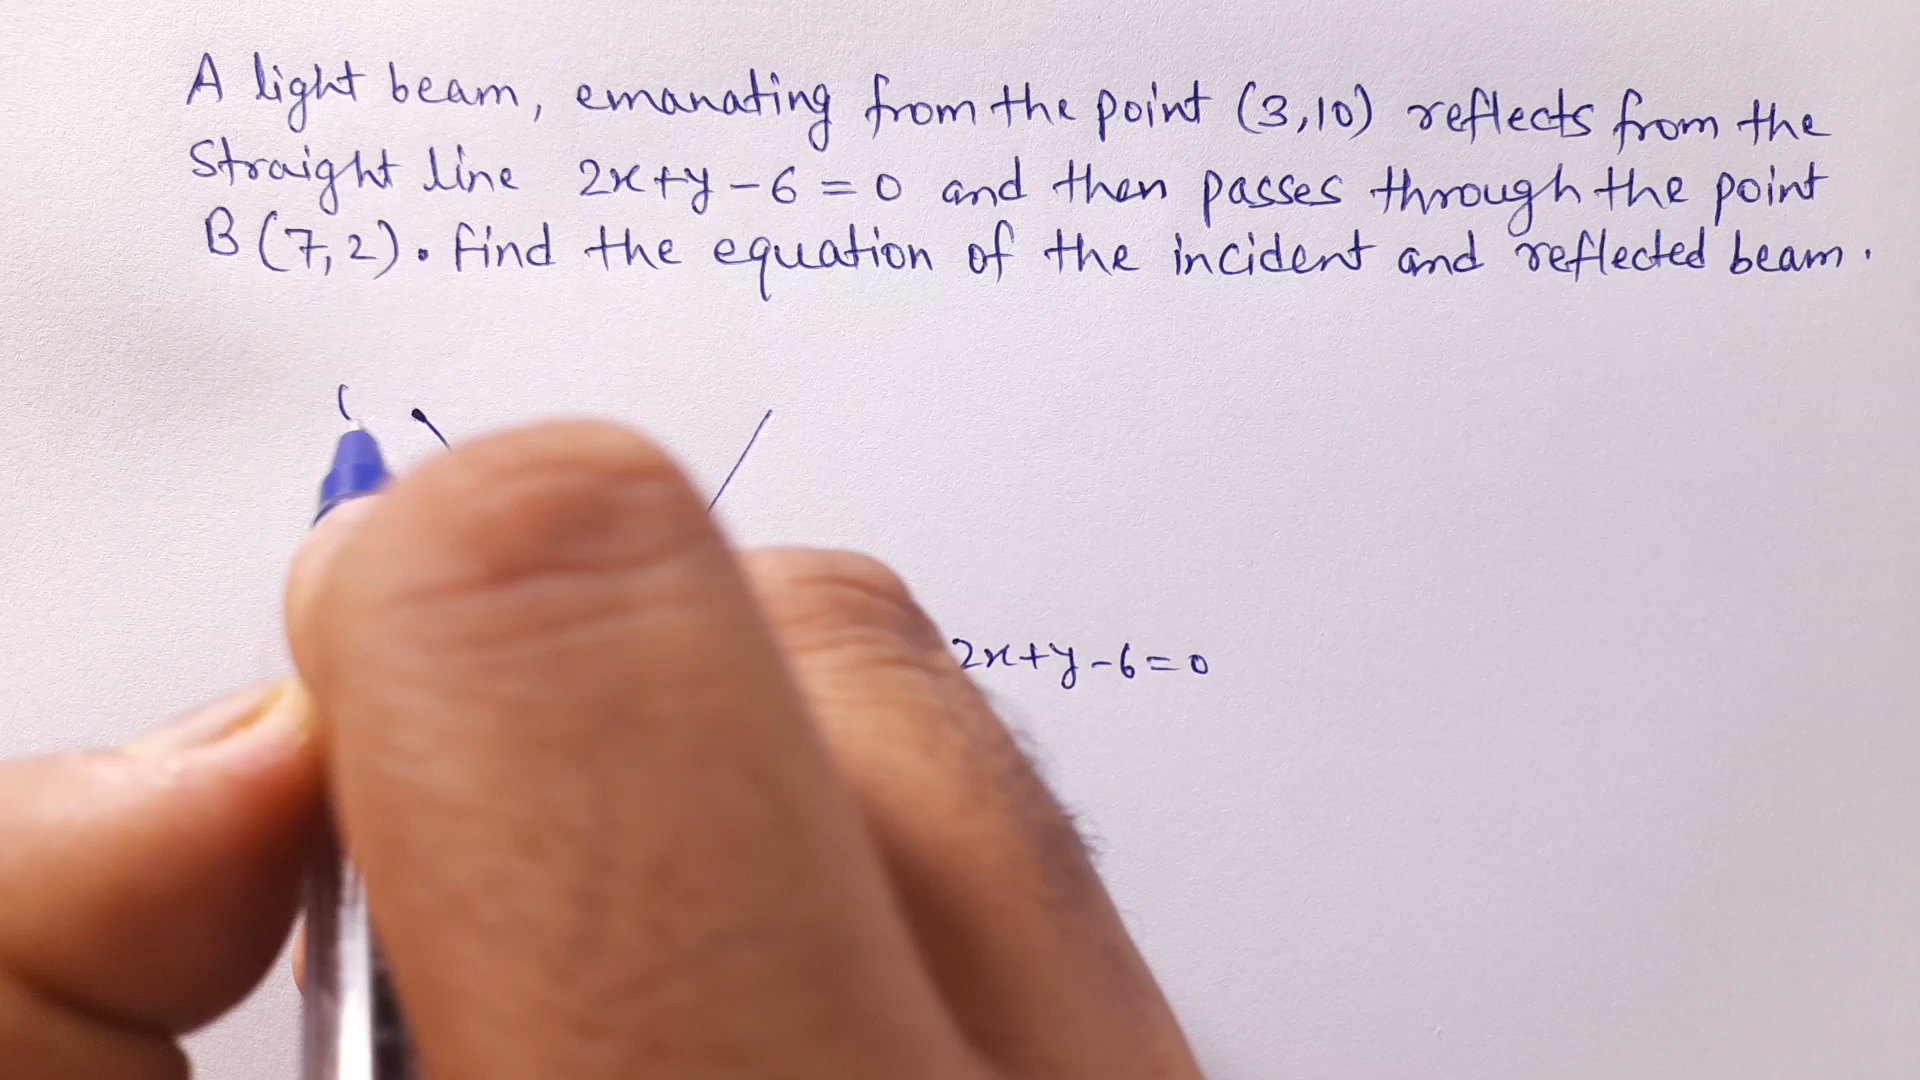 A light beam, emanating from the point (3,10) reflects from the
Straight line 2x+y-6=0 and then passes through the point
B(7,2). Find the equation of the incident and reflected beam.
(
2x+y-6=0